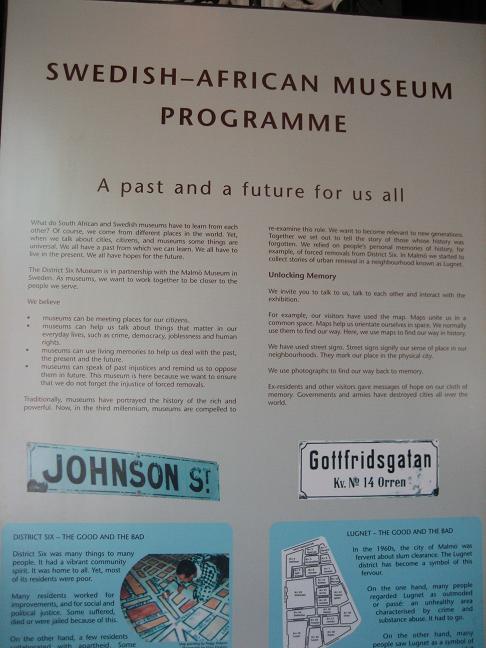 SWEDISH–AFRICAN MUSEUM
PROGRAMME
A past and a future for us all
What do South African and Swedish museums have to learn from each
other? Of course, we come from different places in the world. Yet,
when we talk about cities, citizens, and museums some things are
universal. We all have a past from which we can learn. We all have to
live in the present. We all have hopes for the future.
The District Six Museum is in partnership with the Malmö Museum in
Sweden. As museums, we want to work together to be closer to the
people we serve.
We believe
• museums can be meeting places for our citizens.
• museums can help us talk about things that matter in our
everyday lives, such as crime, democracy, joblessness and human
rights.
• museums can use living memories to help us deal with the past,
the present and the future.
• museums can speak of past injustices and remind us to oppose
them in future. This museum is here because we want to ensure
that we do not forget the injustice of forced removals.
Traditionally, museums have portrayed the history of the rich and
powerful. Now, in the third millennium, museums are compelled to
re-examine this role. We want to become relevant to new generations.
Together we set out to tell the story of those whose history was
forgotten. We relied on people's personal memories of history, for
example, of forced removals from District Six. In Malmö we started to
collect stories of urban renewal in a neighbourhood known as Lugnet.
Unlocking Memory
We invite you to talk to us, talk to each other and interact with the
exhibition.
For example, our visitors have used the map. Maps unite us in a
common space. Maps help us orientate ourselves in space. We normally
use them to find our way. Here, we use maps to find our way in history.
We have used street signs. Street signs signify our sense of place in our
neighbourhoods. They mark our place in the physical city.
We use photographs to find our way back to memory.
Ex-residents and other visitors gave messages of hope on our cloth of
memory. Governments and armies have destroyed cities all over the
world.
JOHNSON ST.
Gottfridsgatan
Kv. No 14 Orren
DISTRICT SIX – THE GOOD AND THE BAD
District Six was many things to many
people. It had a vibrant community
spirit. It was home to all. Yet, most
of its residents were poor.
Many residents worked for
improvements, and for social and
political justice. Some suffered,
died or were jailed because of this.
On the other hand, a few residents
collaborated with apartheid. Some
LUGNET – THE GOOD AND THE BAD
In the 1960s, the city of Malmö was
fervent about slum clearance. The Lugnet
district has become a symbol of this
fervour.
On the one hand, many people
regarded Lugnet as outmoded
or passé: an unhealthy area
characterised by crime and
substance abuse. It had to go.
On the other hand, many
people saw Lugnet as a symbol of